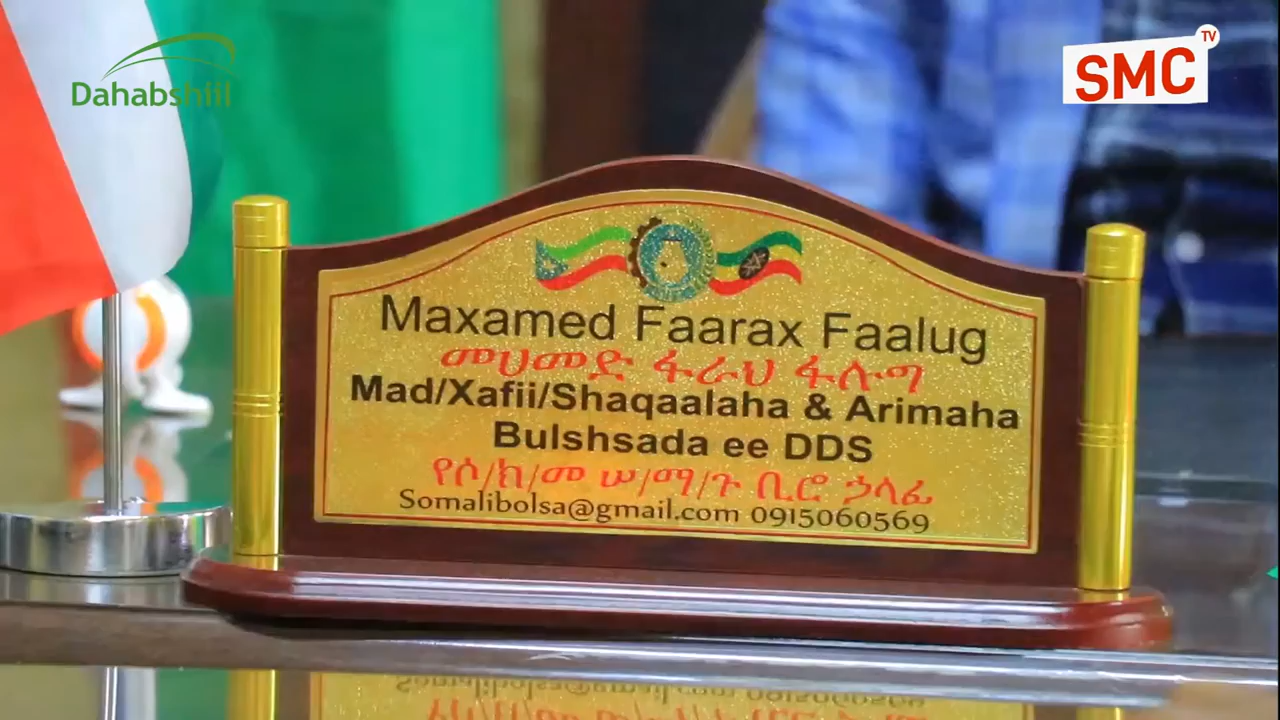 Dahabshiil
SMC TV
Maxamed Faarax Faalug
መሀመድ ፋራህ ፋሉግ
Mad/Xafii/Shaqaalaha & Arimaha
Bulshsada ee DDS
የሶ/ክ/መ ሠ/ማ/ጉ ቢሮ ኃላፊ
Somalibolsa@gmail.com 0915060569